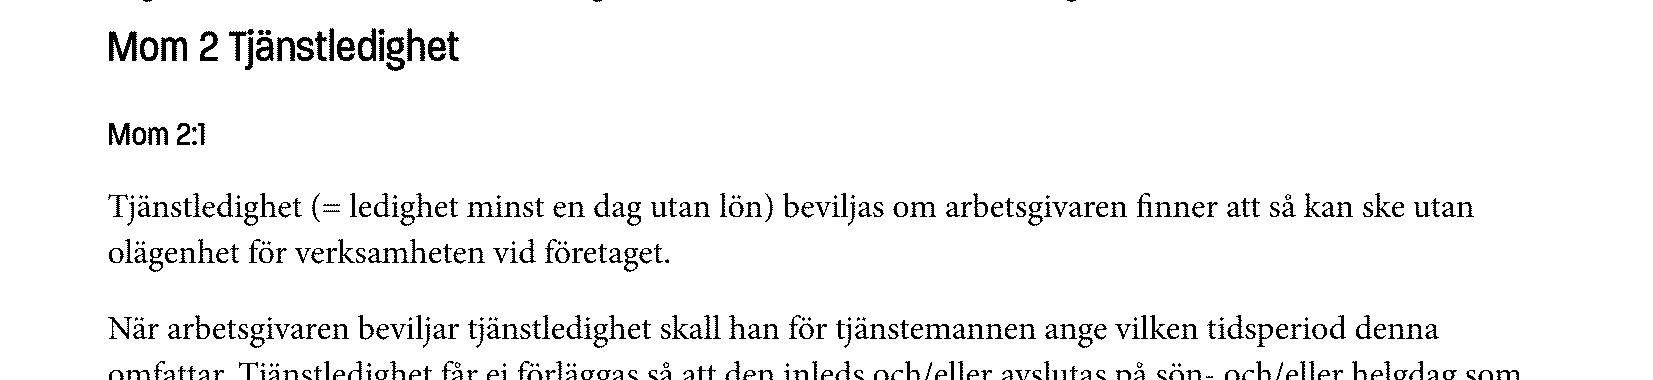 Mom 2 Tjänstledighet
Mom 2:1
Tjänstledighet (= ledighet minst en dag utan lön) beviljas om arbetsgivaren finner att så kan ske utan
olägenhet för verksamheten vid företaget.
När arbetsgivaren beviljar tjänstledighet skall han för tjänstemannen ange vilken tidsperiod denna
omfattar. Tjänstledighet får ej förläggas så att den inleds och/eller avslutas på sön- och/eller helgdag som